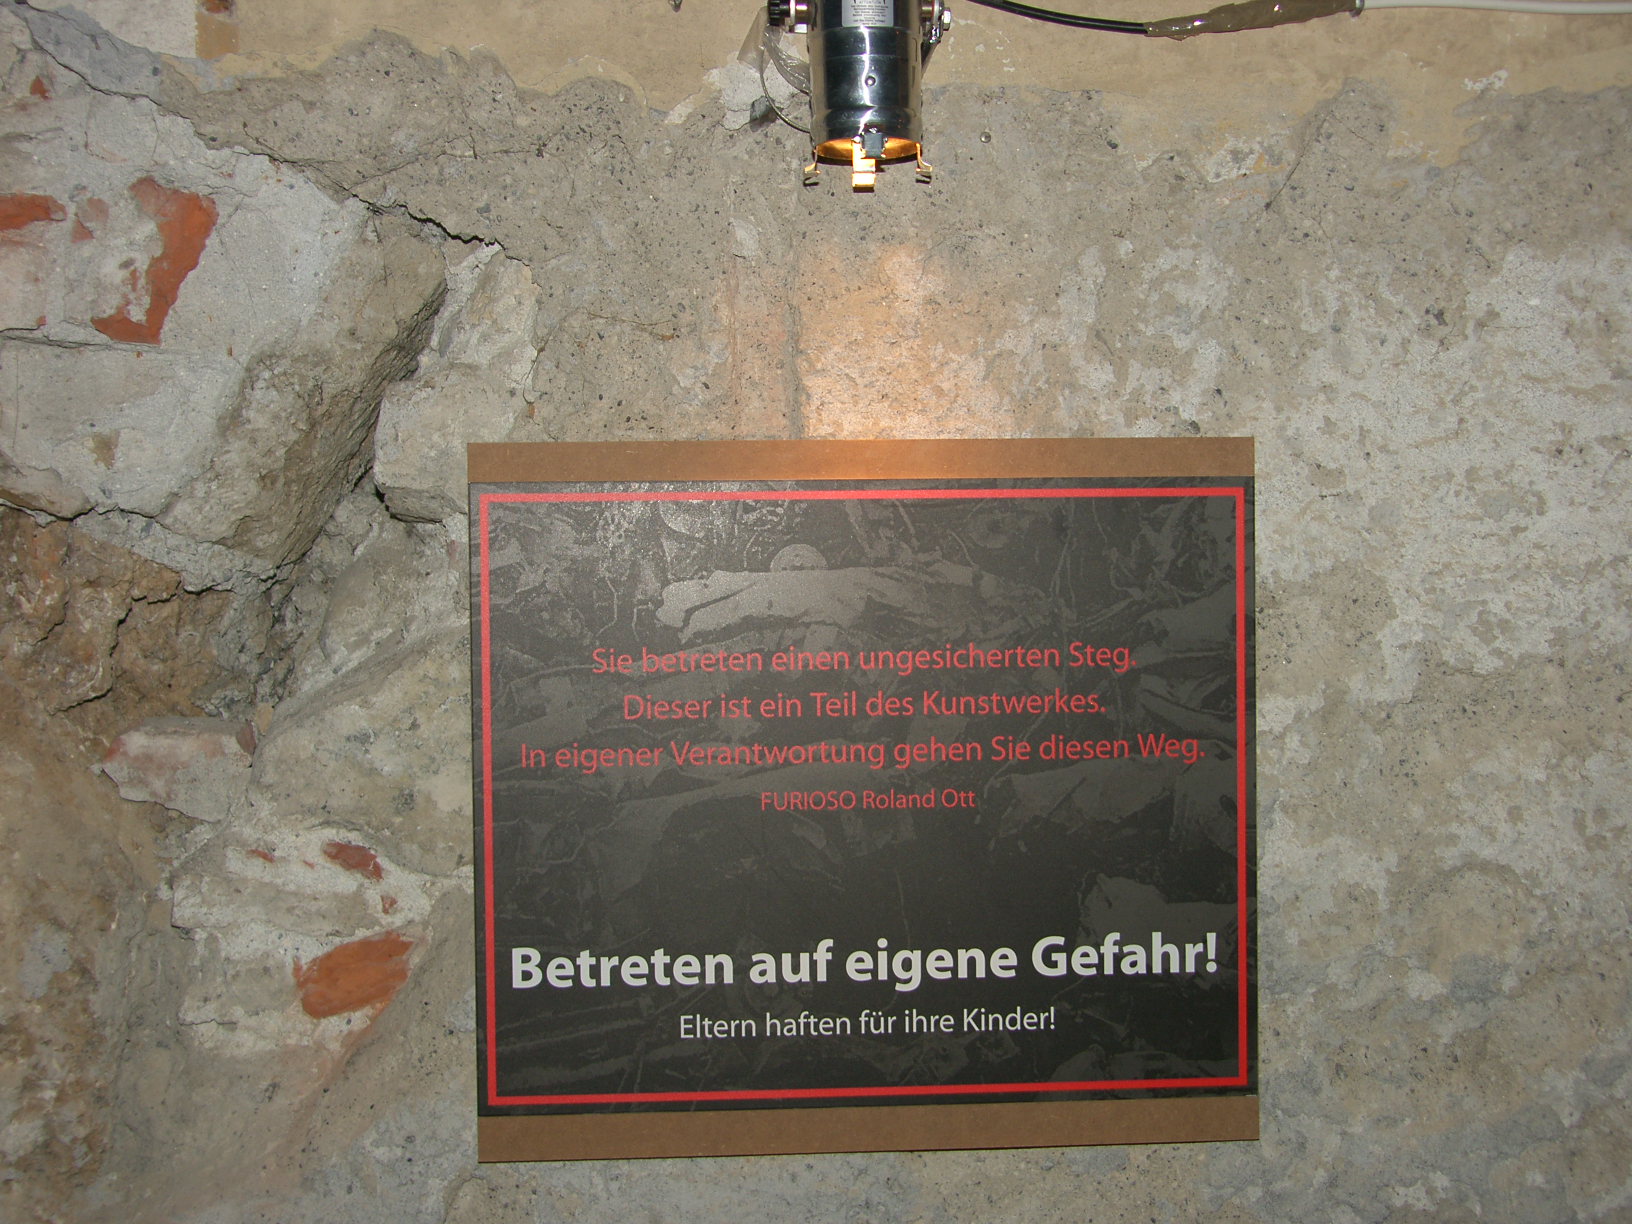 Sie betreten einen ungesicherten Steg.
Dieser ist ein Teil des Kunstwerkes.
In eigener Verantwortung gehen Sie diesen Weg.
FURIOSO Roland Ott
Betreten auf eigene Gefahr!
Eltern haften für ihre Kinder!